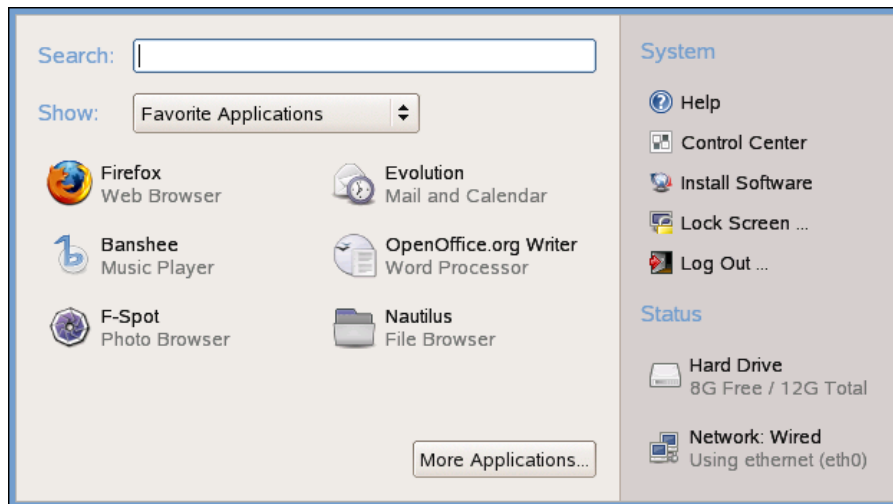 Search:
Show:
Favorite Applications
Firefox
Web Browser
Evolution
Mail and Calendar
Banshee
Music Player
OpenOffice.org Writer
Word Processor
F-Spot
Photo Browser
Nautilus
File Browser
More Applications...
System
Help
Control Center
Install Software
Lock Screen ...
Log Out ...
Status
Hard Drive
8G Free / 12G Total
Network: Wired
Using ethernet (eth0)